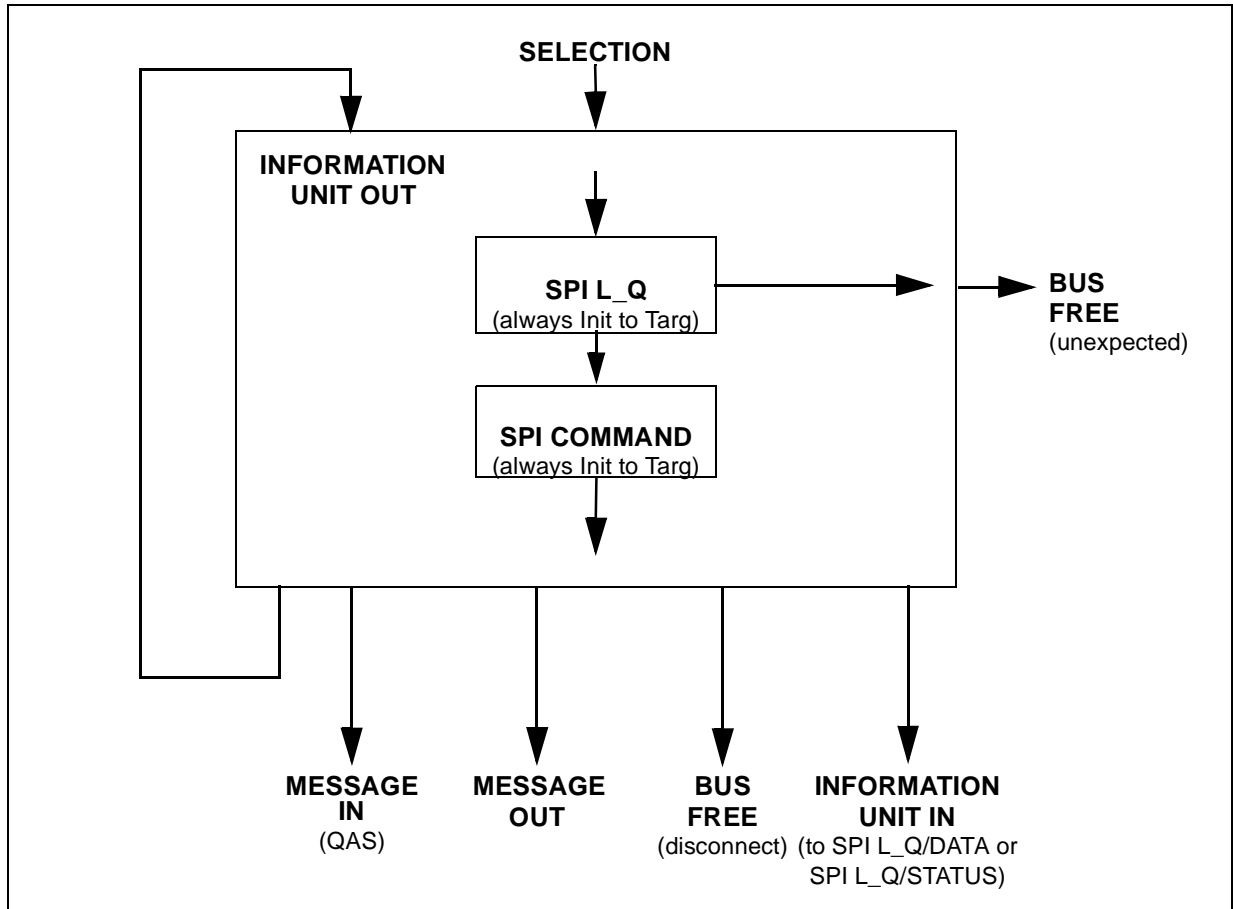 SELECTION
INFORMATION
UNIT OUT
SPI L_Q
(always Init to Targ)
BUS
FREE
(unexpected)
SPI COMMAND
(always Init to Targ)
MESSAGE
IN
(QAS)
MESSAGE
OUT
BUS
FREE
(disconnect)
INFORMATION
UNIT IN
(to SPI L_Q/DATA or
SPI L_Q/STATUS)